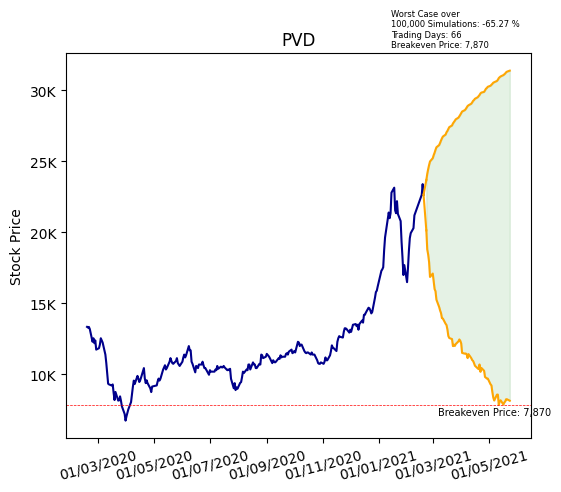 Worst Case over
100,000 Simulations: -65.27 %
Trading Days: 66
Breakeven Price: 7,870
PVD
Stock Price
30K
25K
20K
15K
10K
Breakeven Price: 7,870
01/03/2020
01/05/2020
01/07/2020
01/09/2020
01/11/2020
01/01/2021
01/03/2021
01/05/2021